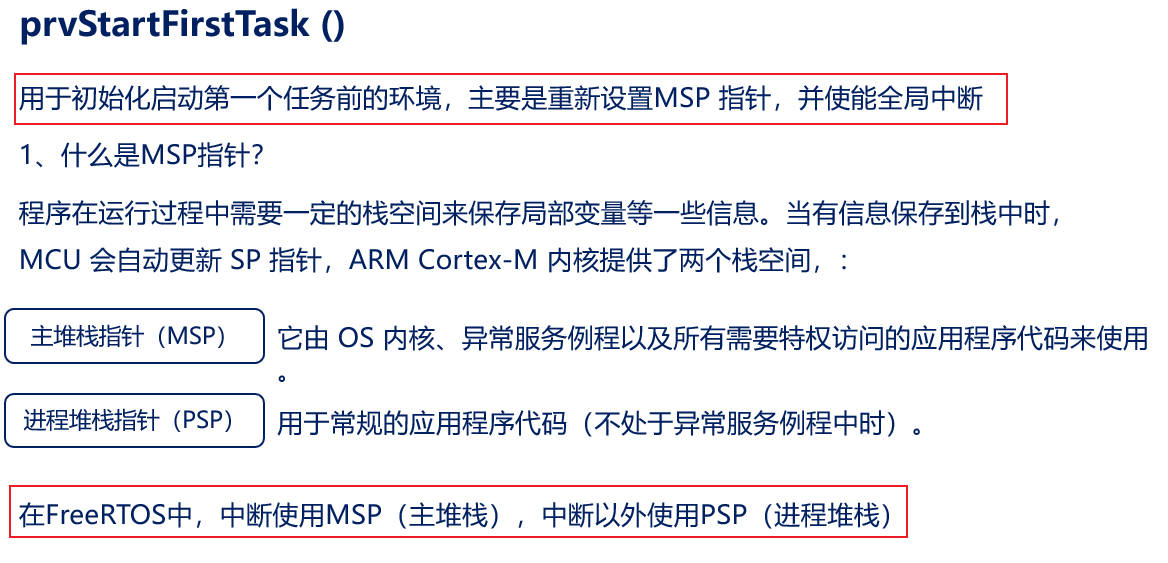 prvStartFirstTask ()
用于初始化启动第一个任务前的环境，主要是重新设置MSP 指针，并使能全局中断
1、什么是MSP指针？
程序在运行过程中需要一定的栈空间来保存局部变量等一些信息。当有信息保存到栈中时，
MCU 会自动更新 SP 指针，ARM Cortex-M 内核提供了两个栈空间，:
主堆栈指针（MSP）
它由 OS 内核、异常服务例程以及所有需要特权访问的应用程序代码来使用
。
进程堆栈指针（PSP）
用于常规的应用程序代码（不处于异常服务例程中时）。
在FreeRTOS中，中断使用MSP（主堆栈），中断以外使用PSP（进程堆栈）